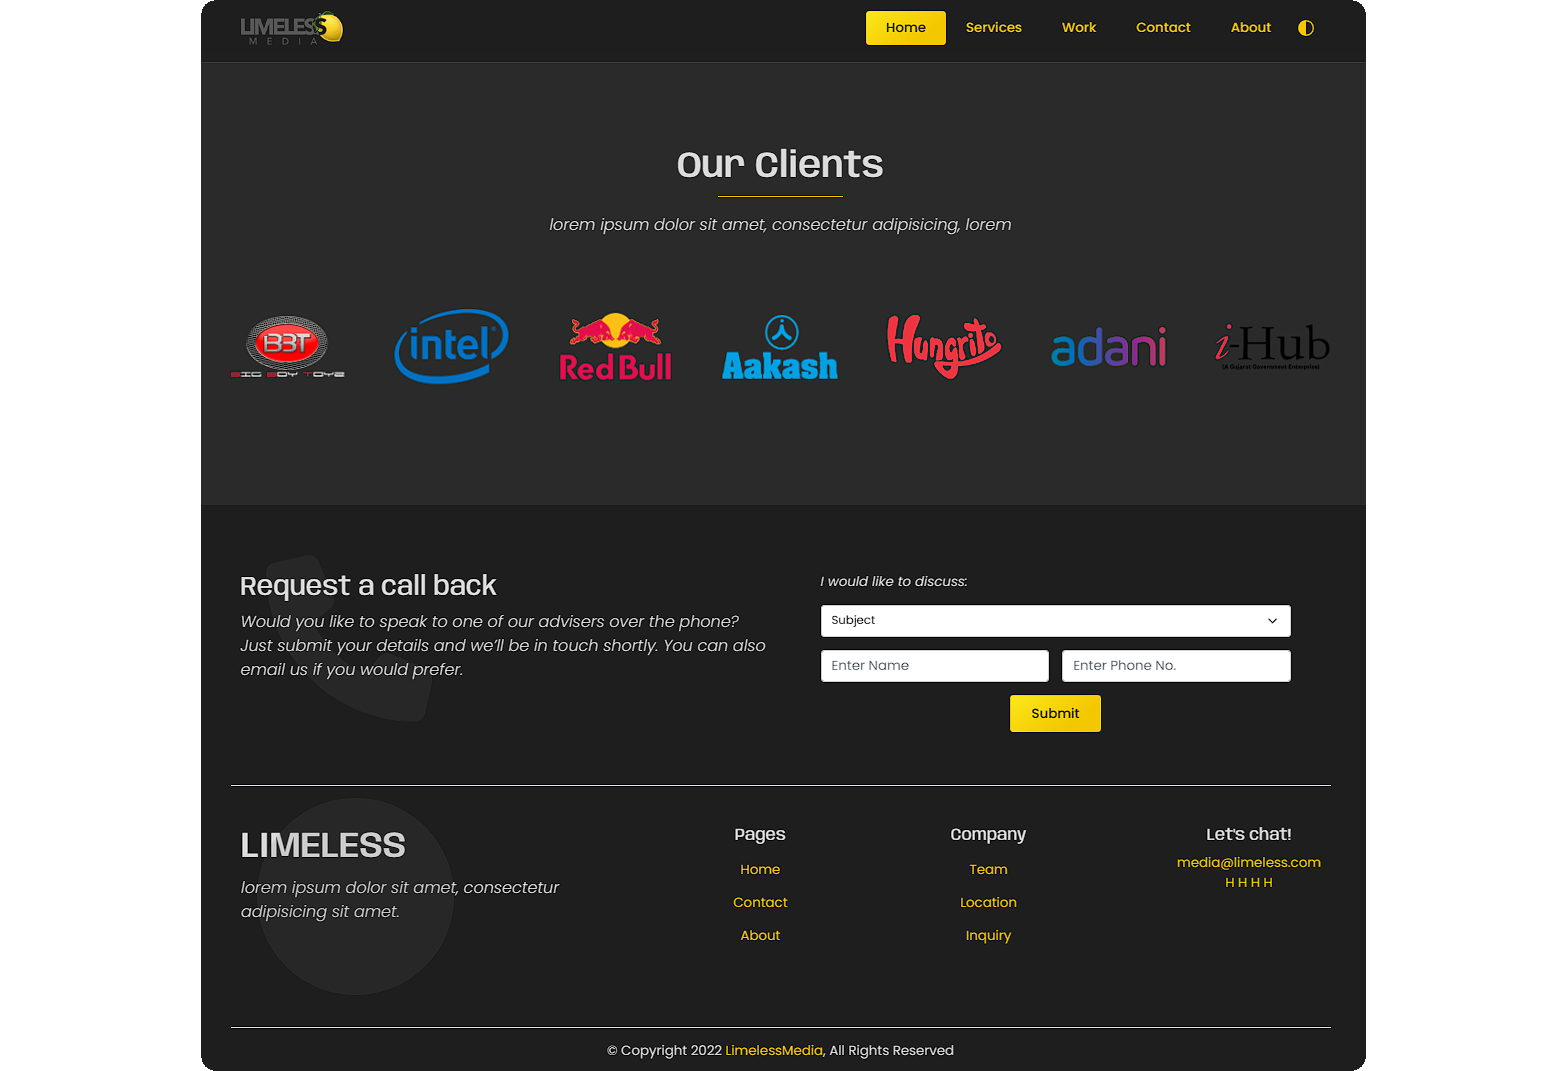 LIMELESS
MEDIA
Home Services Work Contact About
Our Clients
lorem ipsum dolor sit amet, consectetur adipisicing, lorem
BBT
BIG BOY TOYZ
intel
Red Bull
Aakash
Hungrito
adani
i-Hub
(A Gujarat Government Enterprise)
Request a call back
Would you like to speak to one of our advisers over the phone?
Just submit your details and we'll be in touch shortly. You can also
email us if you would prefer.
I would like to discuss:
Subject
Enter Name
Enter Phone No.
Submit
LIMELESS
lorem ipsum dolor sit amet, consectetur
adipisicing sit amet.
Pages
Home
Contact
About
Company
Team
Location
Inquiry
Let's chat!
media@limeless.com
H H H H
© Copyright 2022 LimelessMedia, All Rights Reserved